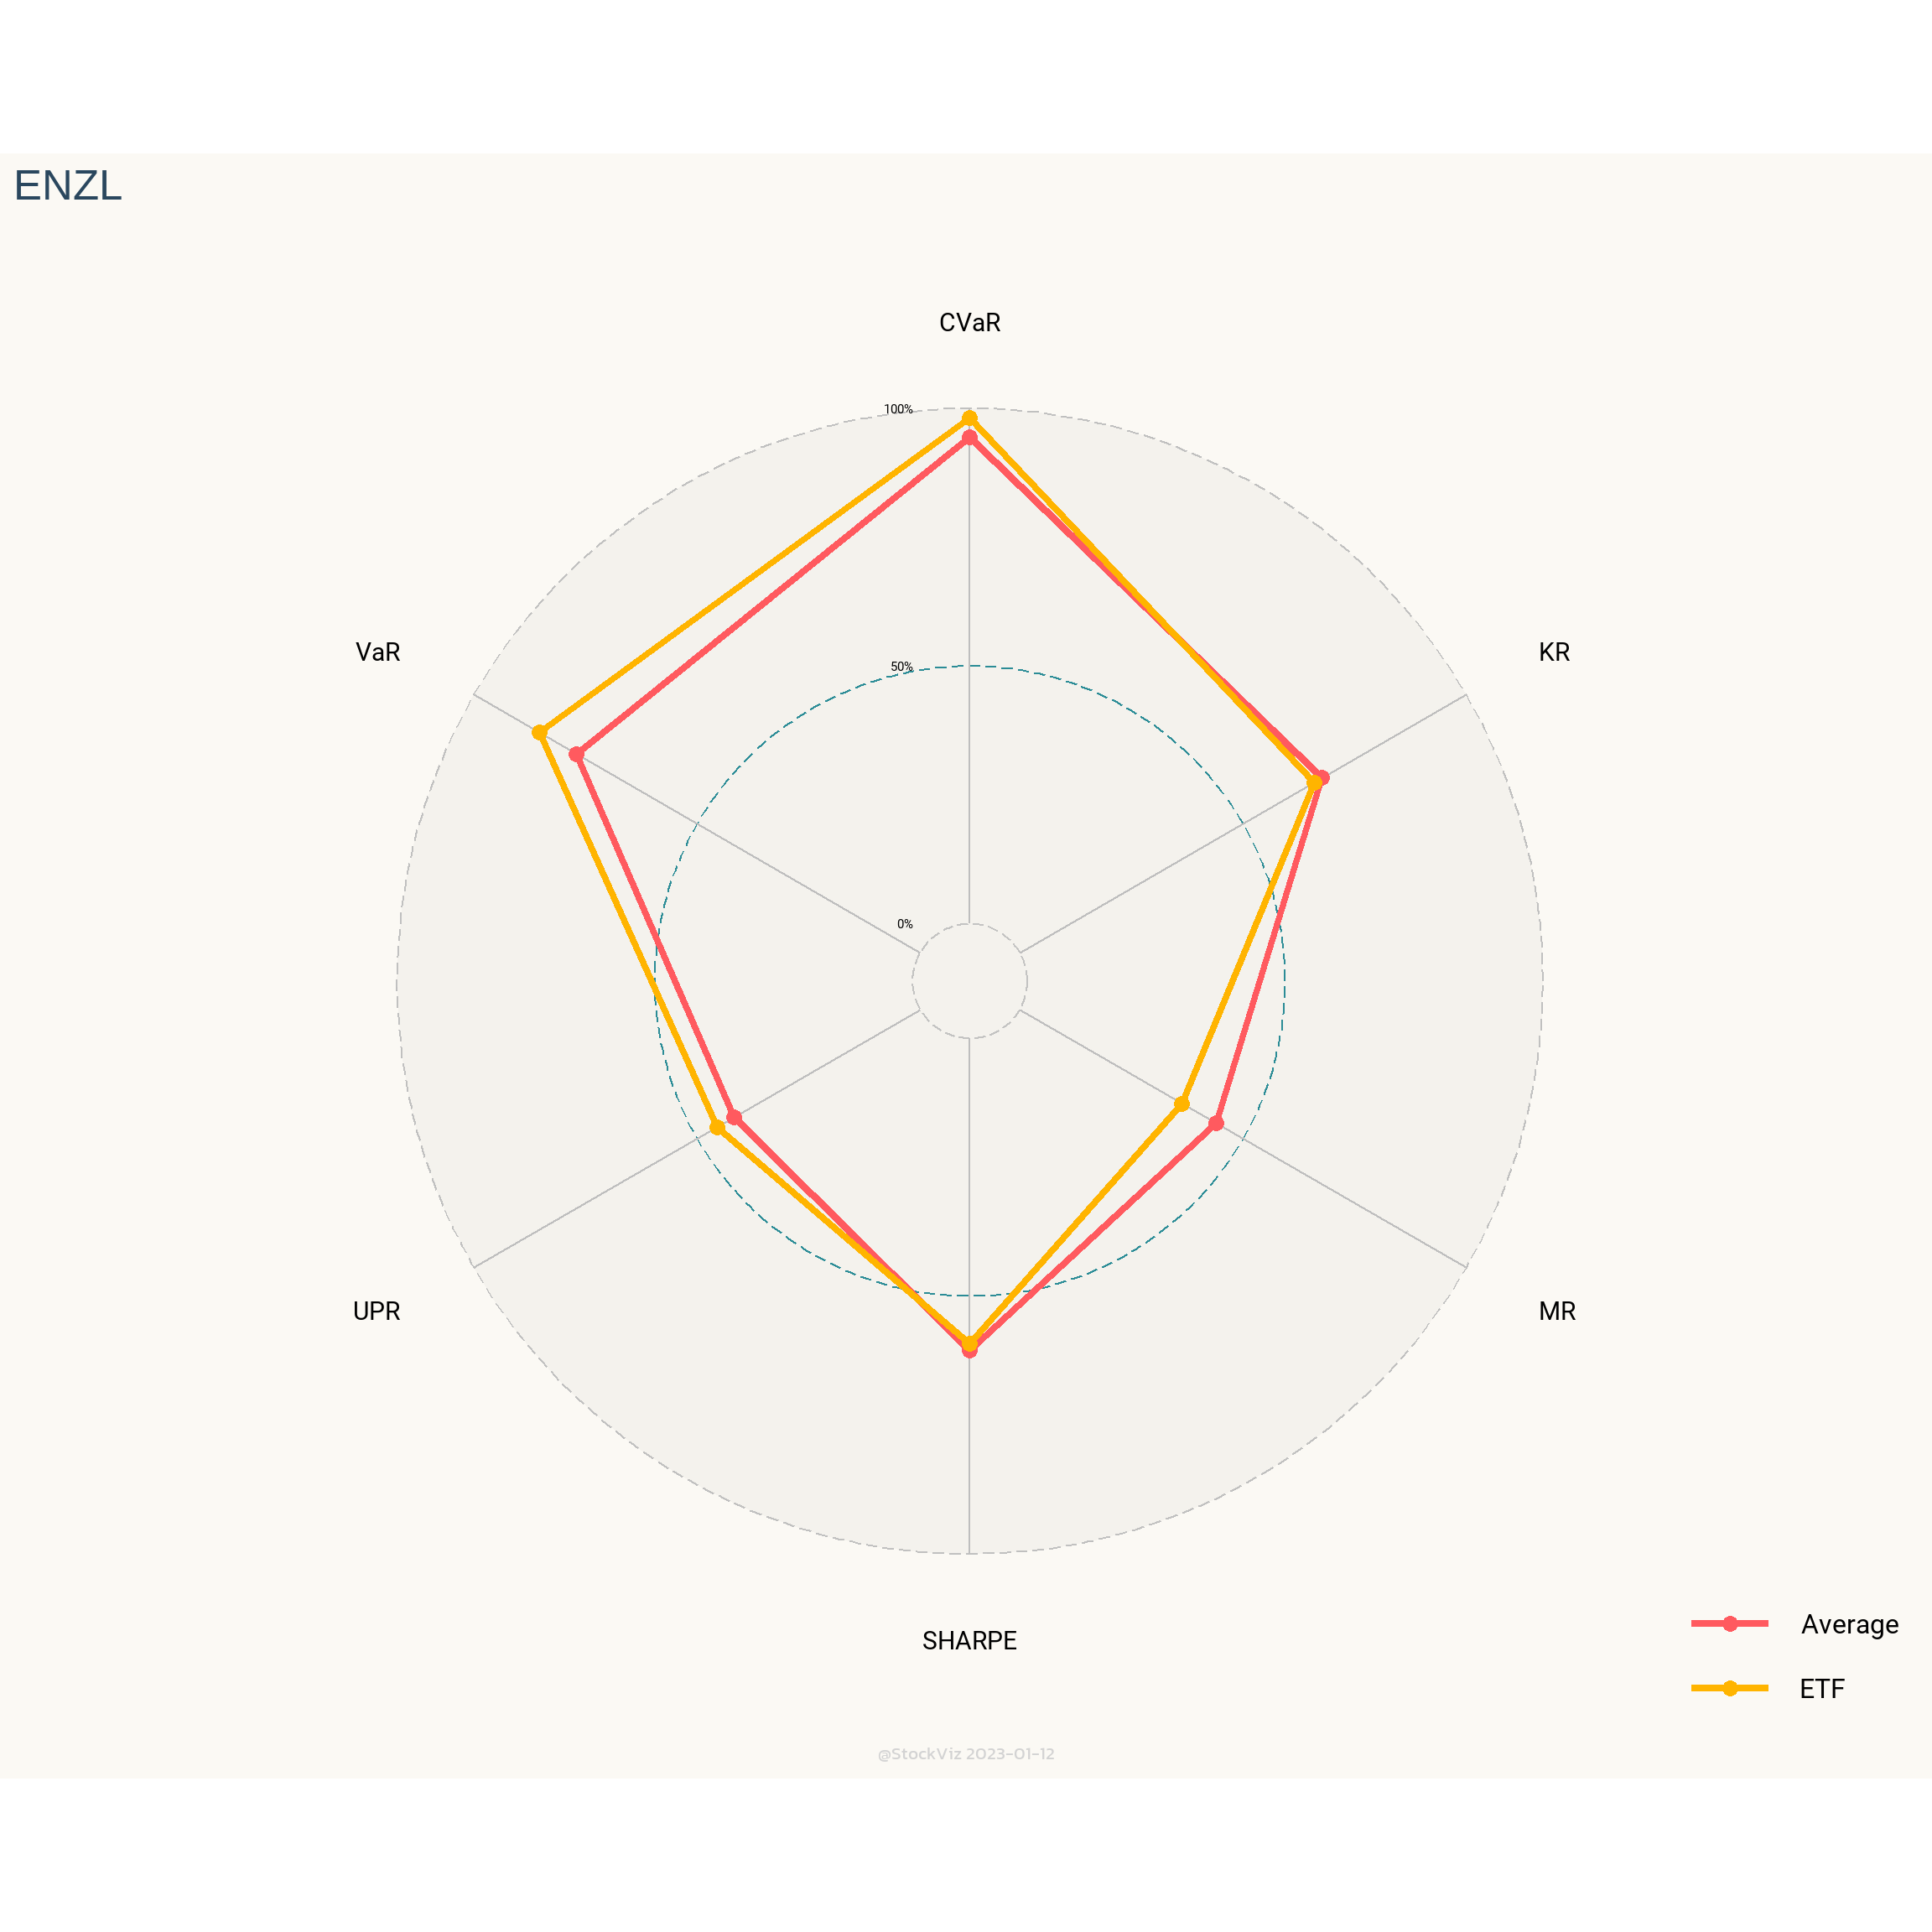 ENZL
CVaR
100%
KR
VaR
50%
0%
UPR
MR
SHARPE
Average
ETF
@StockViz 2023-01-12